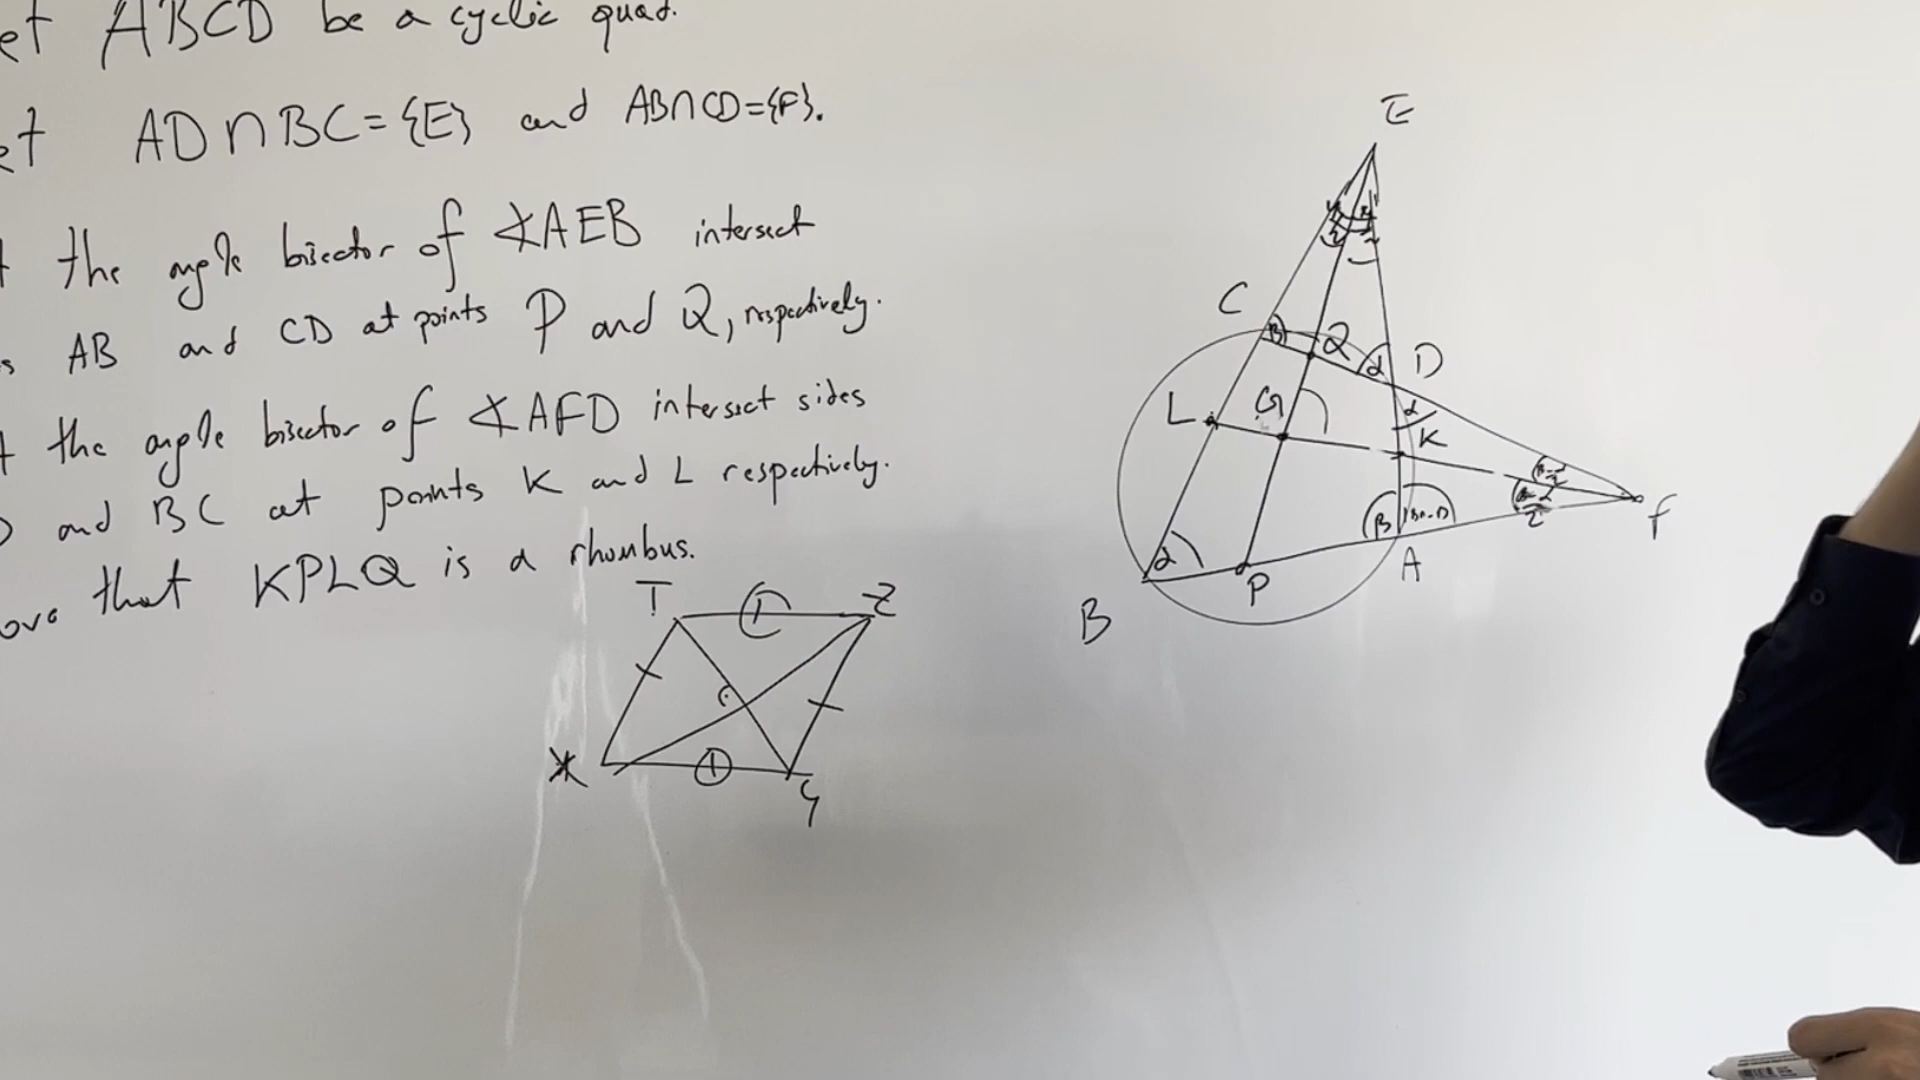 et ABCD be a cyclic quad.
et AD∩BC={E} and AB∩CD={F}.
t the angle bisector of ∢AEB intersect
s AB and CD at points P and Q, respectively.
t the angle bisector of ∢AFD intersect sides
D and BC at points K and L respectively.
ove that KPLQ is a rhombus.
T
Z
X
Y
E
C
Q
α
D
β
L
G
α
K
β
180-β
β-α
2
F
α
B
P
A